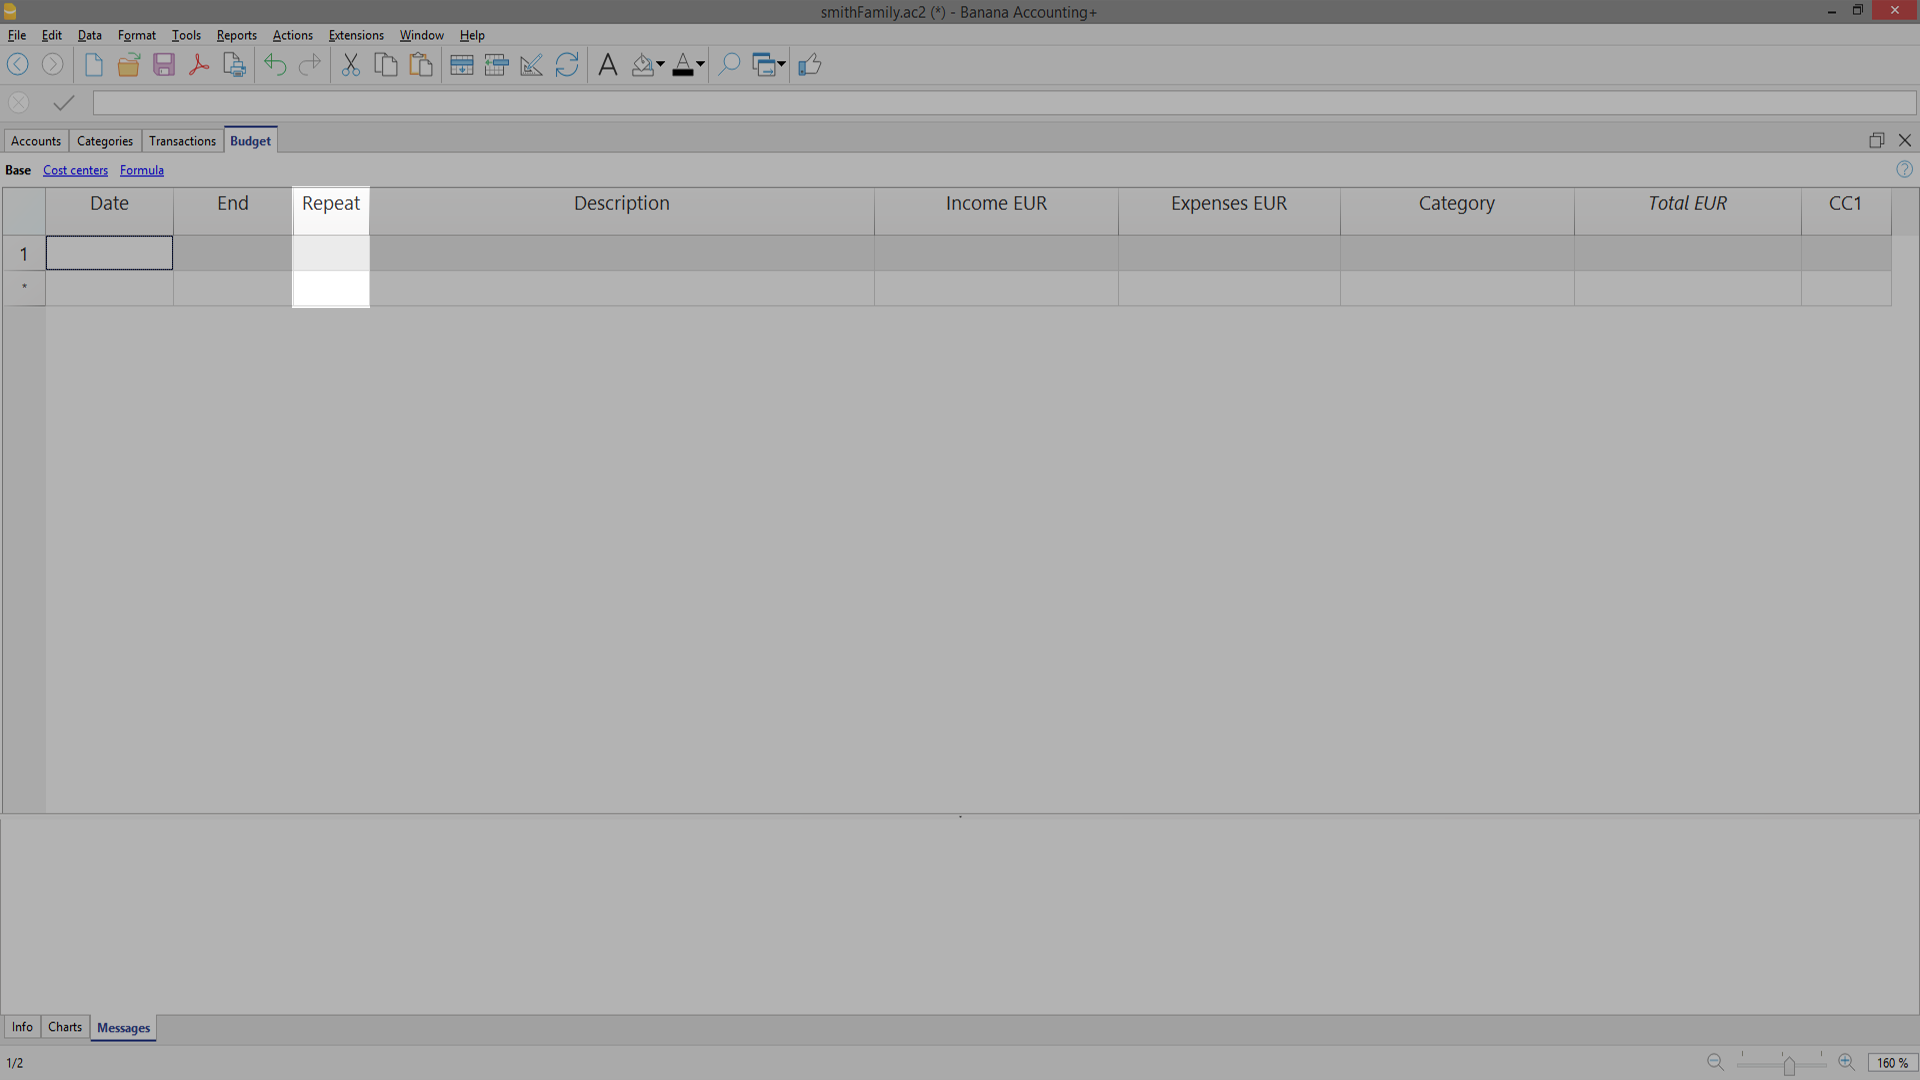 smithFamily.ac2 (*) - Banana Accounting+
File Edit Data Format Tools Reports Actions Extensions Window Help
Accounts Categories Transactions Budget
Base Cost centers Formula
Date End Repeat Description Income EUR Expenses EUR Category Total EUR CC1
1
*
Info Charts Messages
1/2 160 %